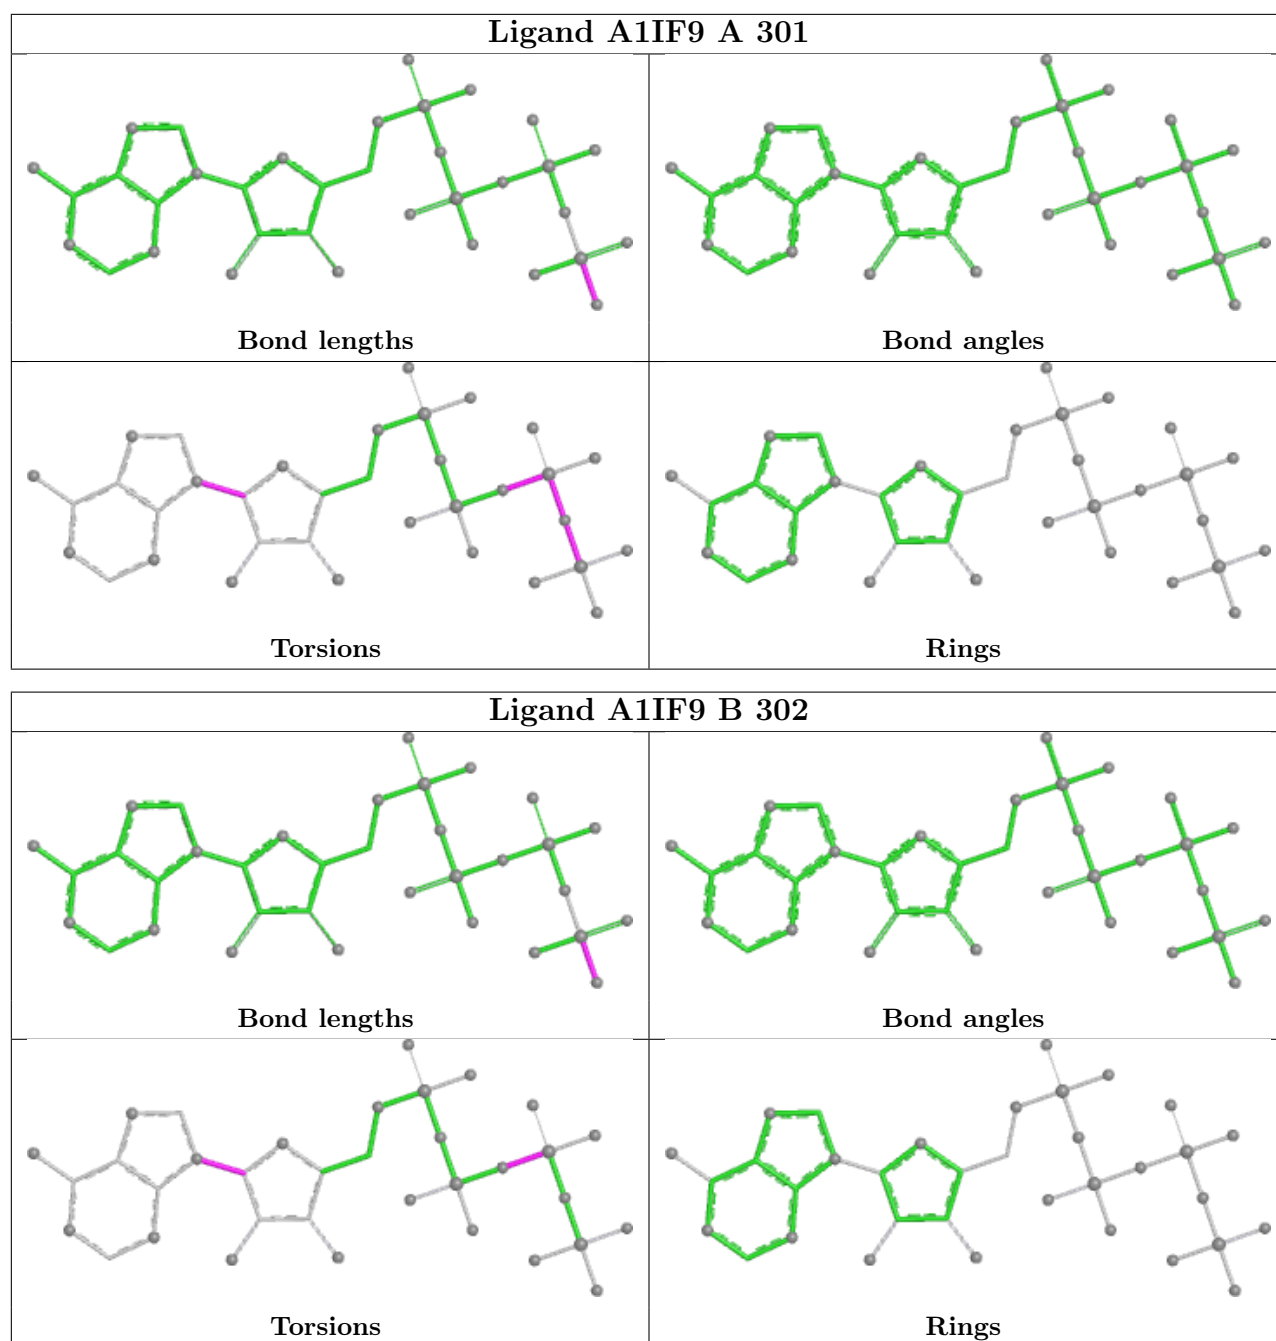 Ligand A1IF9 A 301
Bond lengths
Bond angles
Torsions
Rings
Ligand A1IF9 B 302
Bond lengths
Bond angles
Torsions
Rings